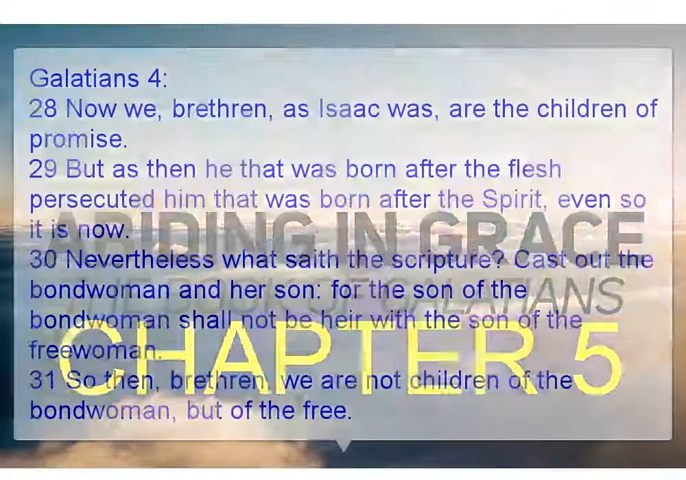 Galatians 4:
28 Now we, brethren, as Isaac was, are the children of
promise.
29 But as then he that was born after the flesh
persecuted him that was born after the Spirit, even so
it is now.
30 Nevertheless what saith the scripture? Cast out the
bondwoman and her son: for the son of the
bondwoman shall not be heir with the son of the
freewoman.
31 So then, brethren, we are not children of the
bondwoman, but of the free.
ABIDING IN GRACE
THE BOOK OF GALATIANS
CHAPTER 5